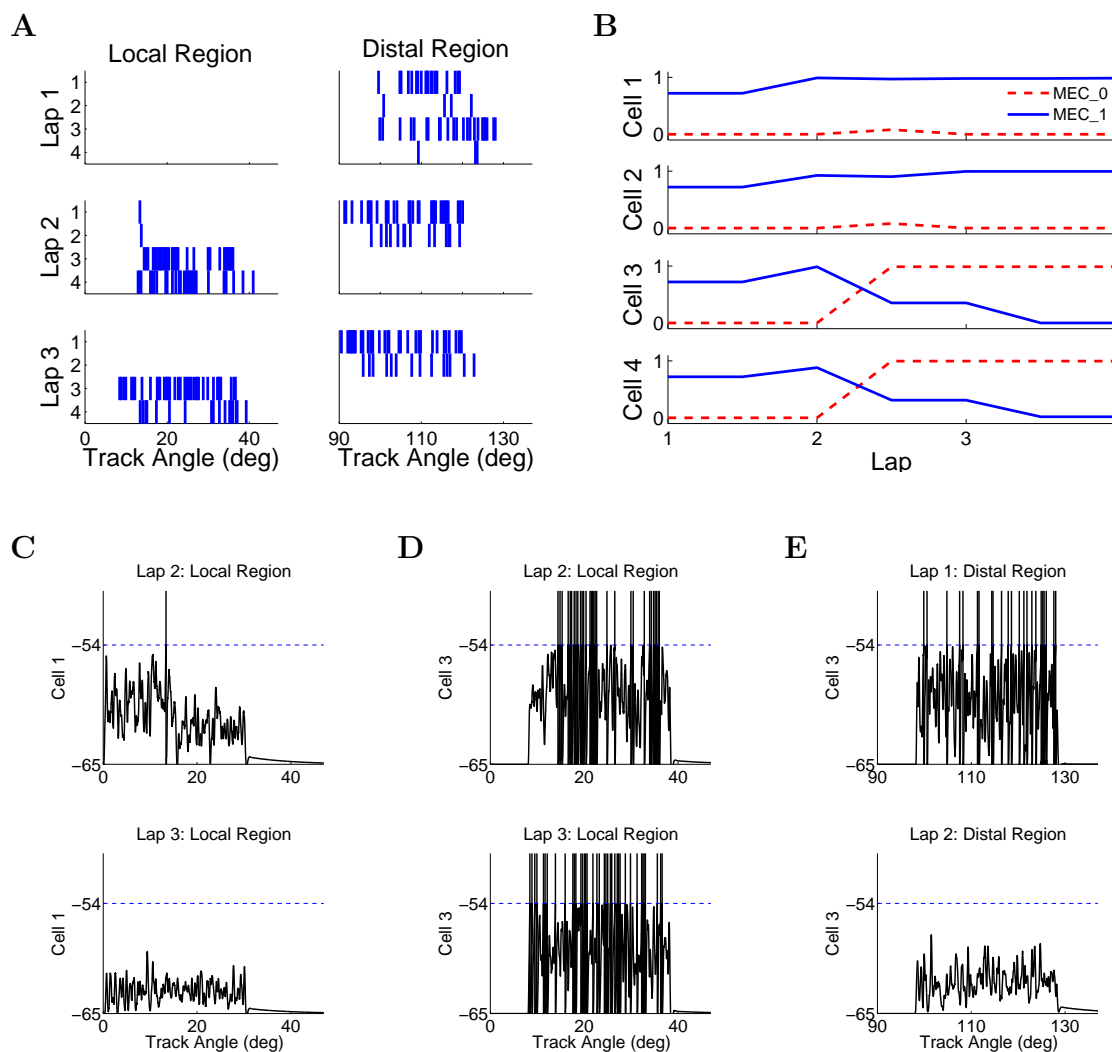 A
Local Region
Distal Region
Lap 1
1
2
3
4
Lap 2
1
2
3
4
Lap 3
1
2
3
4
0 20 40
Track Angle (deg)
90 110 130
Track Angle (deg)
B
Cell 1
1
0
MEC_0
MEC_1
Cell 2
1
0
Cell 3
1
0
Cell 4
1
0
1 2 3
Lap
C
Lap 2: Local Region
Cell 1
−54
−65
0 20 40
Lap 3: Local Region
Cell 1
−54
−65
0 20 40
Track Angle (deg)
D
Lap 2: Local Region
Cell 3
−54
−65
0 20 40
Lap 3: Local Region
Cell 3
−54
−65
0 20 40
Track Angle (deg)
E
Lap 1: Distal Region
Cell 3
−54
−65
90 110 130
Lap 2: Distal Region
Cell 3
−54
−65
90 110 130
Track Angle (deg)